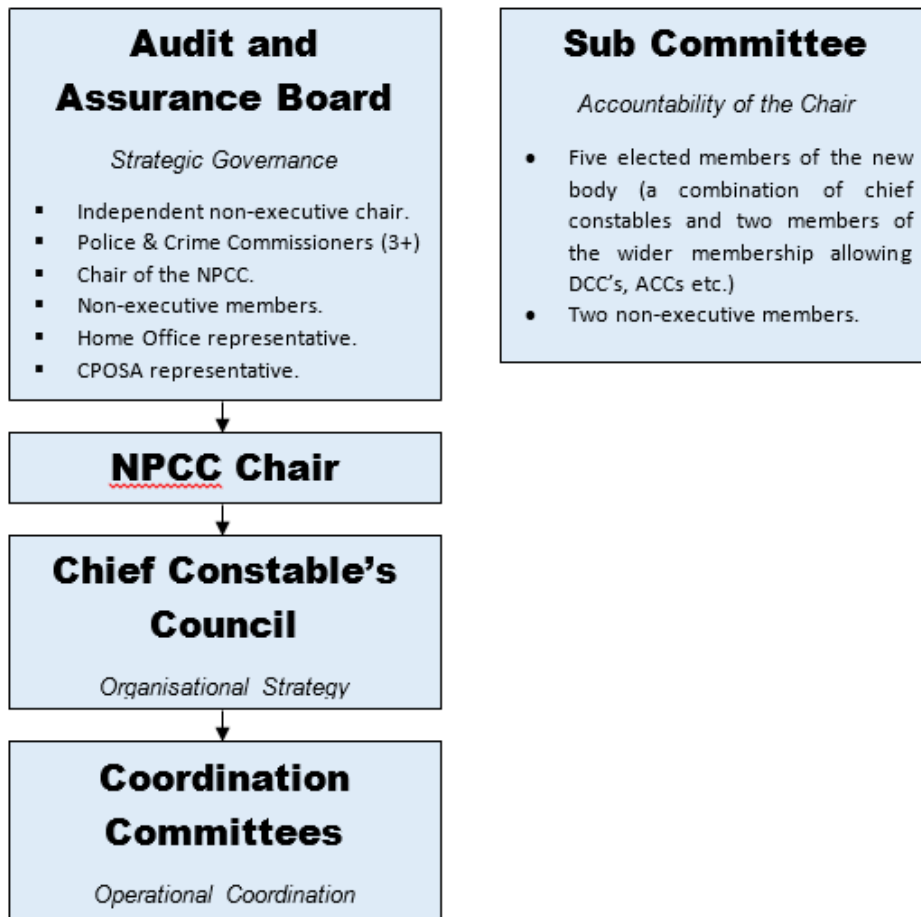 Audit and
Assurance Board
Strategic Governance
▪ Independent non-executive chair.
▪ Police & Crime Commissioners (3+)
▪ Chair of the NPCC.
▪ Non-executive members.
▪ Home Office representative.
▪ CPOSA representative.
NPCC Chair
Chief Constable's
Council
Organisational Strategy
Coordination
Committees
Operational Coordination
Sub Committee
Accountability of the Chair
• Five elected members of the new
body (a combination of chief
constables and two members of
the wider membership allowing
DCC's, ACCs etc.)
• Two non-executive members.